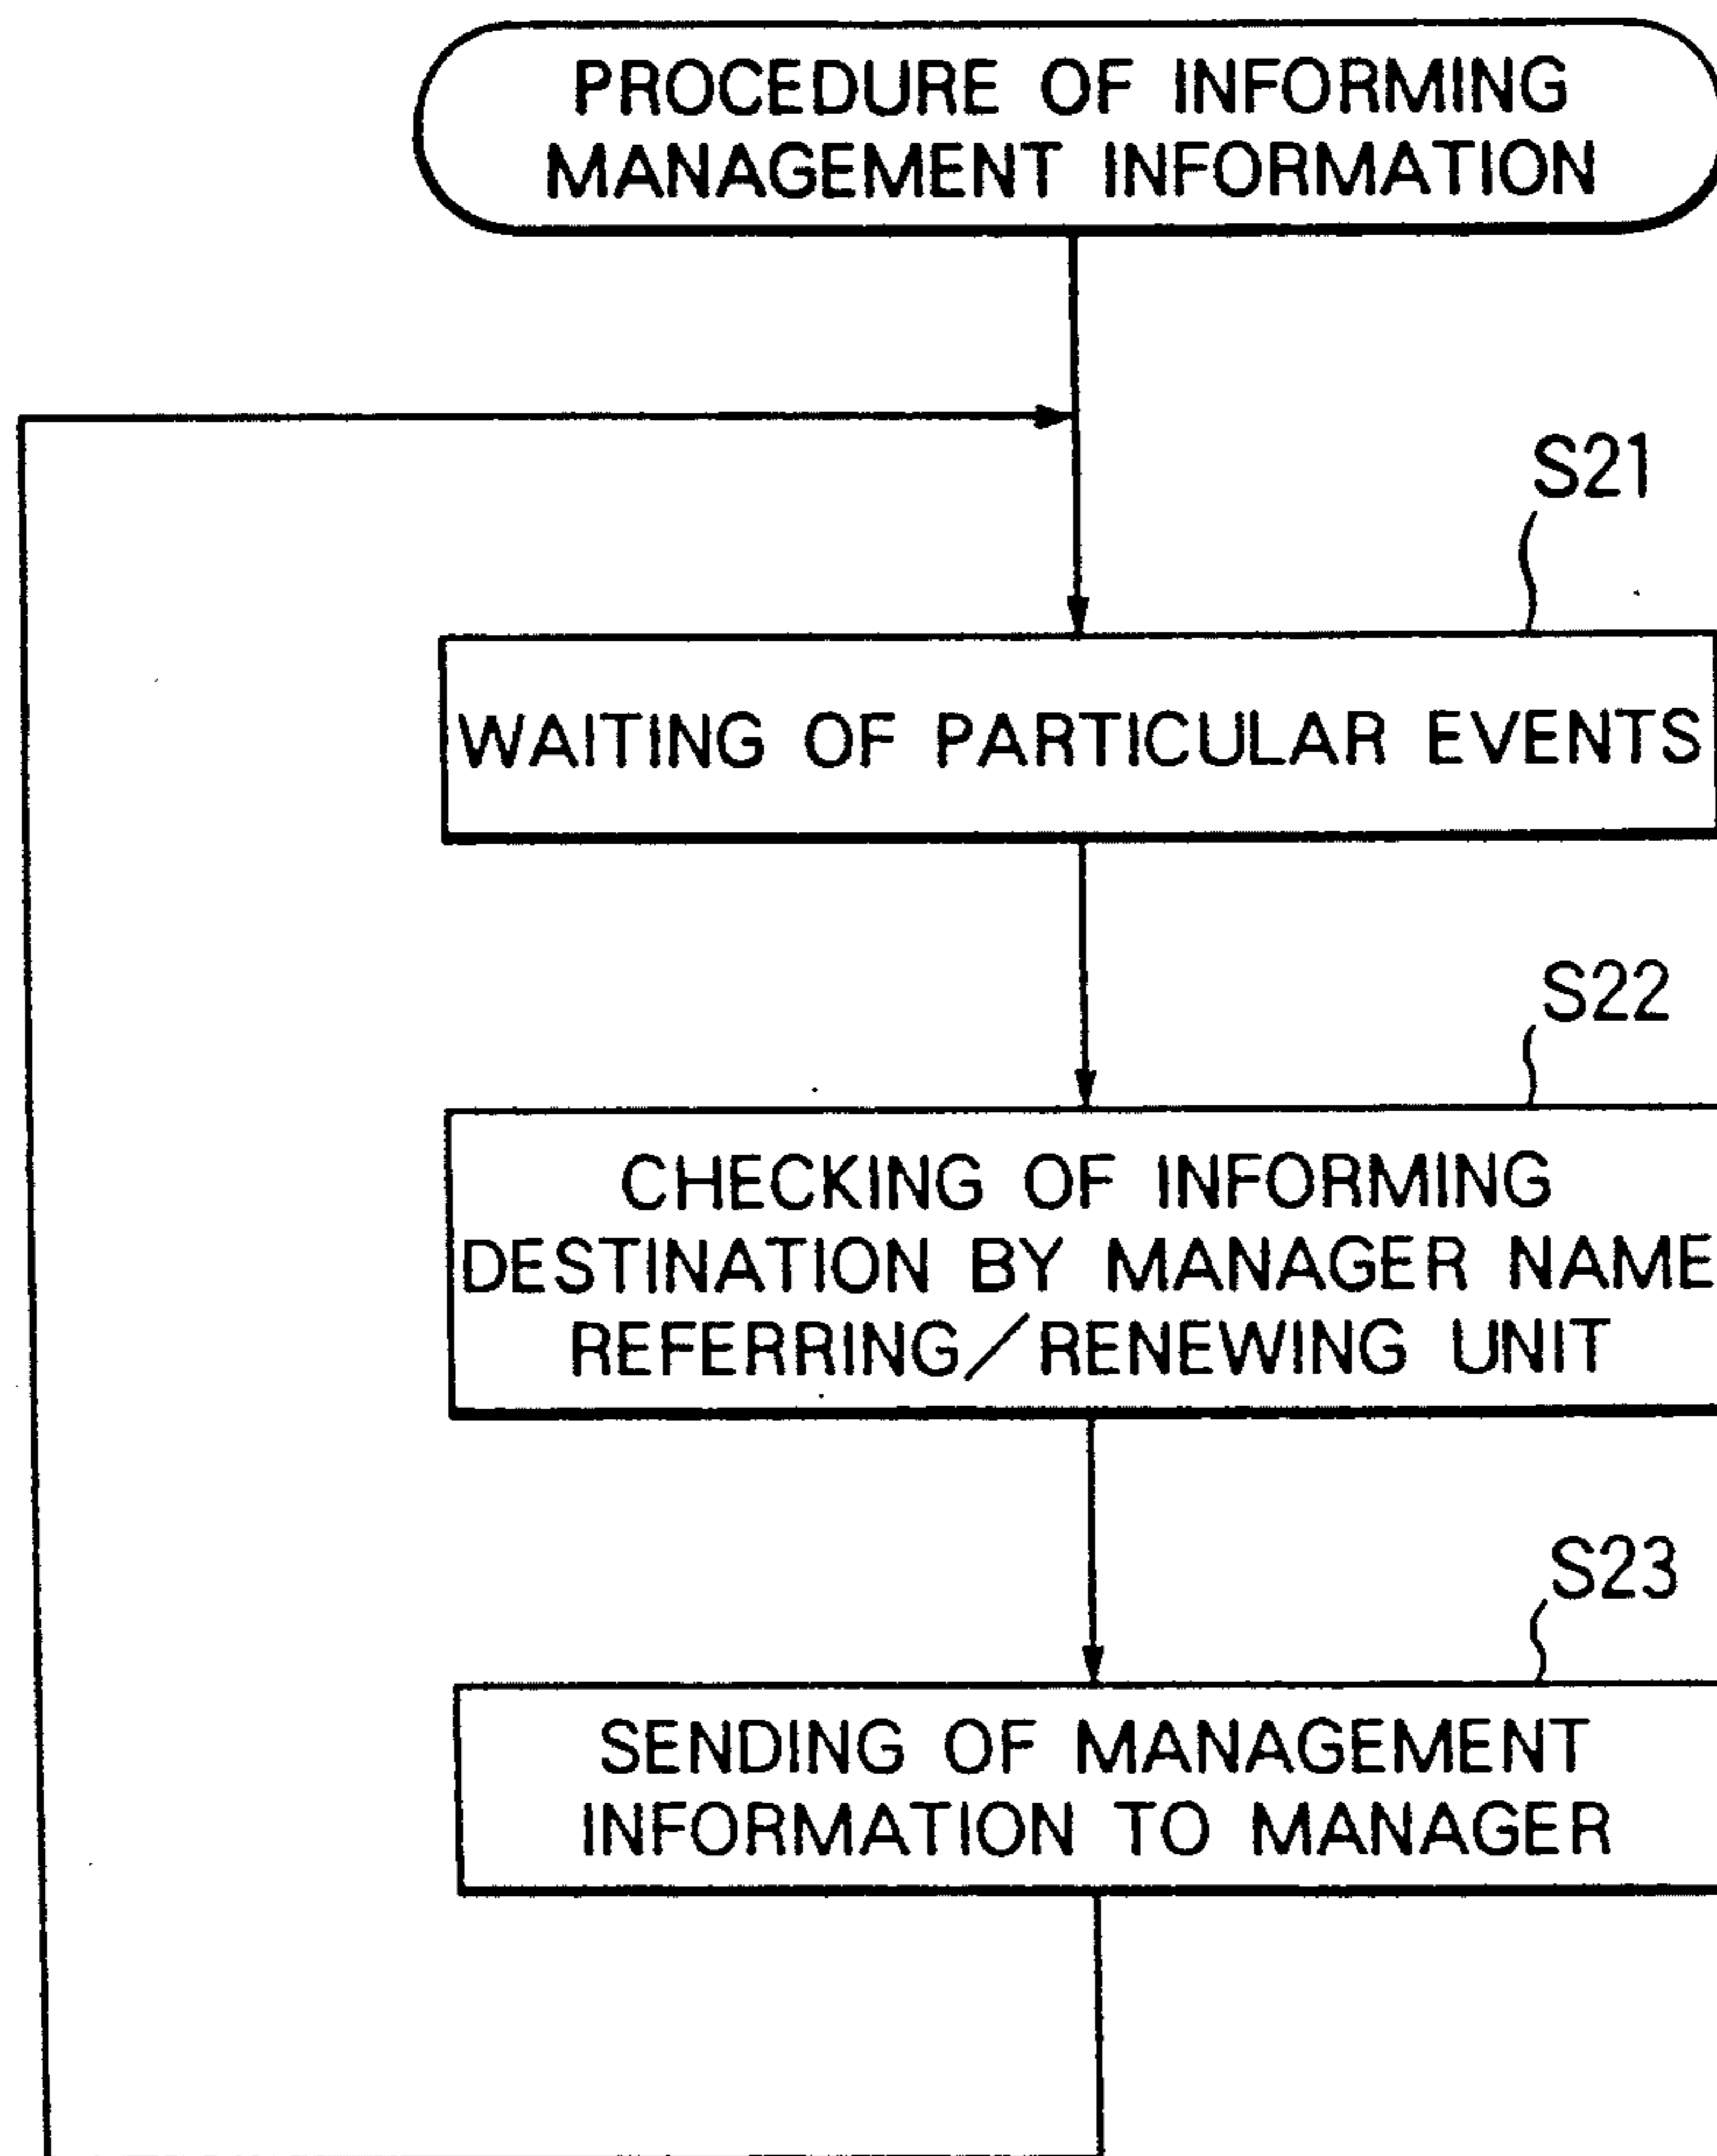 PROCEDURE OF INFORMING
MANAGEMENT INFORMATION
S21
WAITING OF PARTICULAR EVENTS
S22
CHECKING OF INFORMING
DESTINATION BY MANAGER NAME
REFERRING/RENEWING UNIT
S23
SENDING OF MANAGEMENT
INFORMATION TO MANAGER